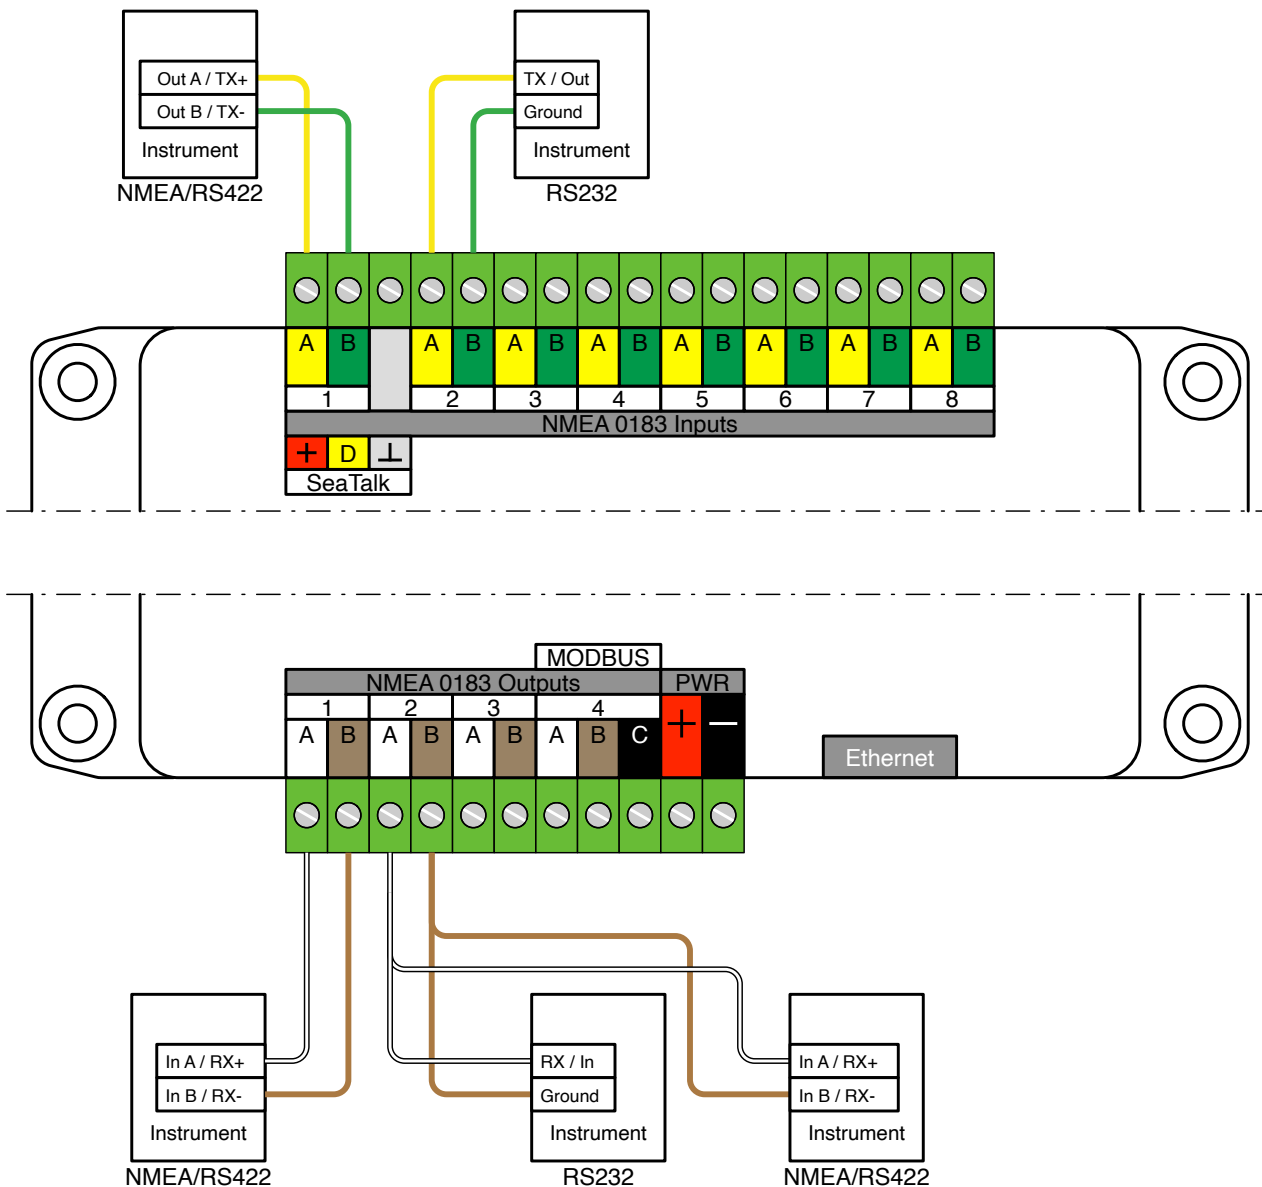 Out A / TX+
Out B / TX-
Instrument
NMEA/RS422
TX / Out
Ground
Instrument
RS232
A B A B A B A B A B A B A B A B
1 2 3 4 5 6 7 8
NMEA 0183 Inputs
+ D ⊥
SeaTalk
MODBUS
NMEA 0183 Outputs PWR
1 2 3 4
A B A B A B A B C + −
Ethernet
In A / RX+
In B / RX-
Instrument
NMEA/RS422
RX / In
Ground
Instrument
RS232
In A / RX+
In B / RX-
Instrument
NMEA/RS422